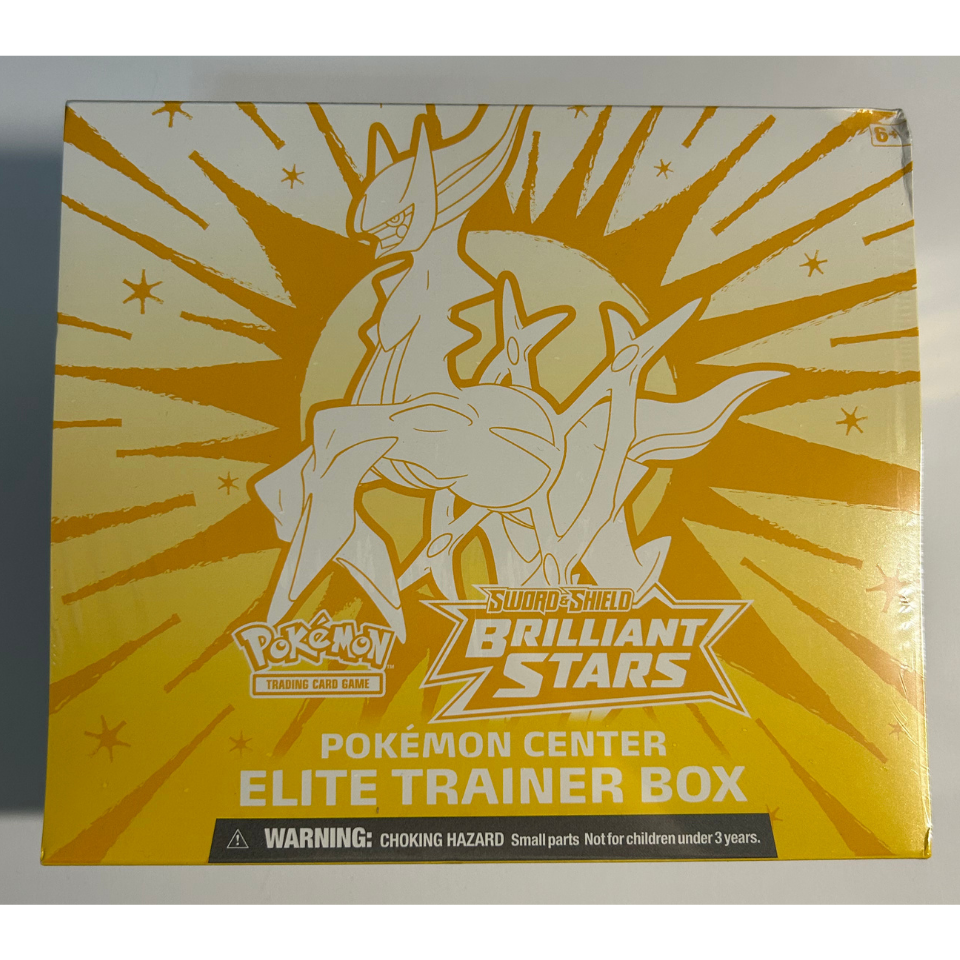 6+
SWORD & SHIELD
BRILLIANT
STARS
POKÉMON
TRADING CARD GAME
POKÉMON CENTER
ELITE TRAINER BOX
WARNING: CHOKING HAZARD Small parts Not for children under 3 years.